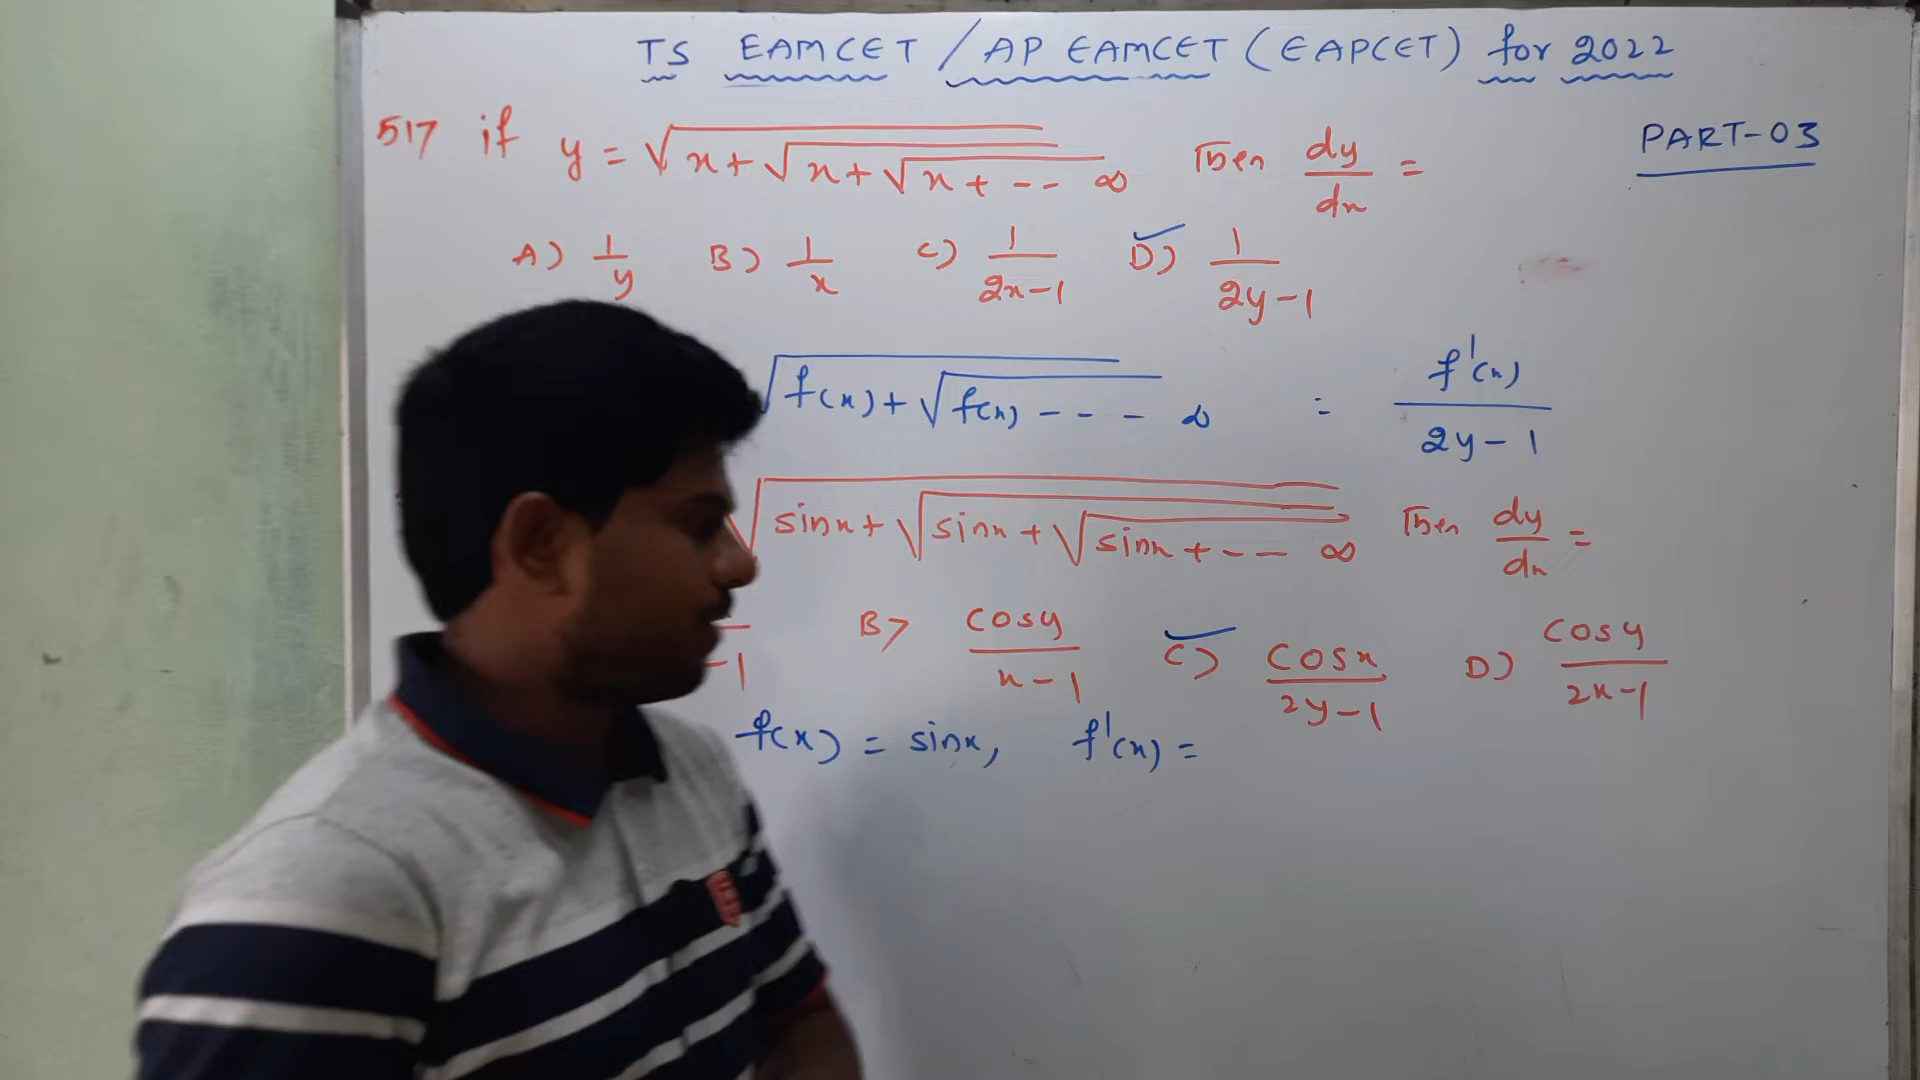 TS EAMCET / AP EAMCET (EAPCET) for 2022
PART-03
517 if y = √x+√x+√x+ -- ∞ Then dy/dx =
A) 1/y B) 1/x C) 1/2x-1 D) 1/2y-1
√f(x)+√f(x) ---- ∞ = f'(x)/2y-1
√sinx+√sinx+√sinx+ -- ∞ Then dy/dx =
-1 B> cosy/x-1 C> cosx/2y-1 D) cosy/2x-1
f(x) = sinx, f'(x) =